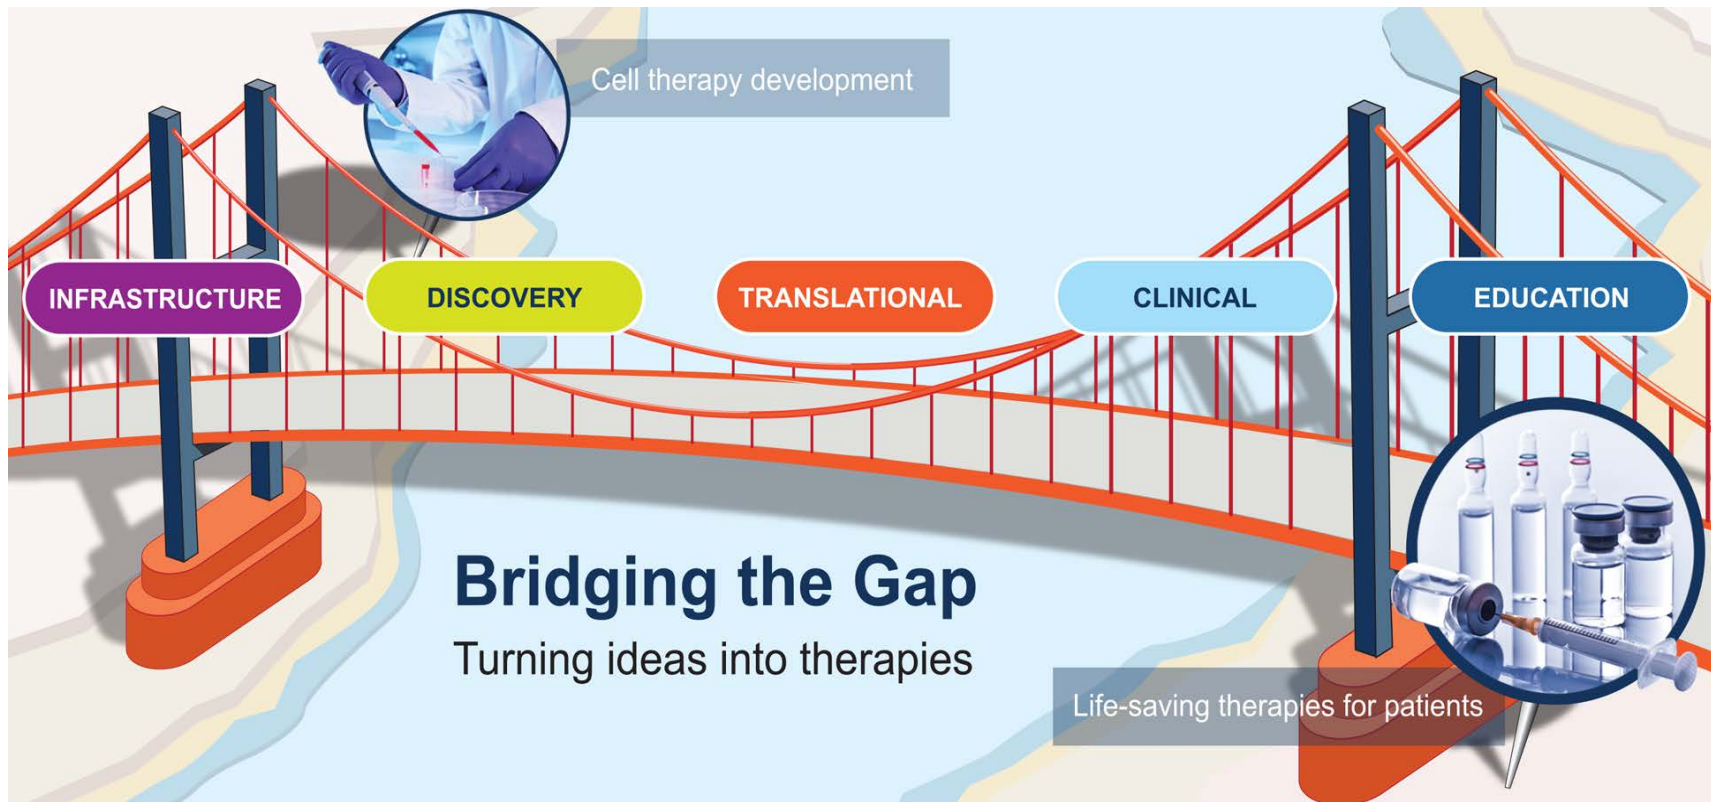 Cell therapy development
INFRASTRUCTURE
DISCOVERY
TRANSLATIONAL
CLINICAL
EDUCATION
Bridging the Gap
Turning ideas into therapies
Life-saving therapies for patients